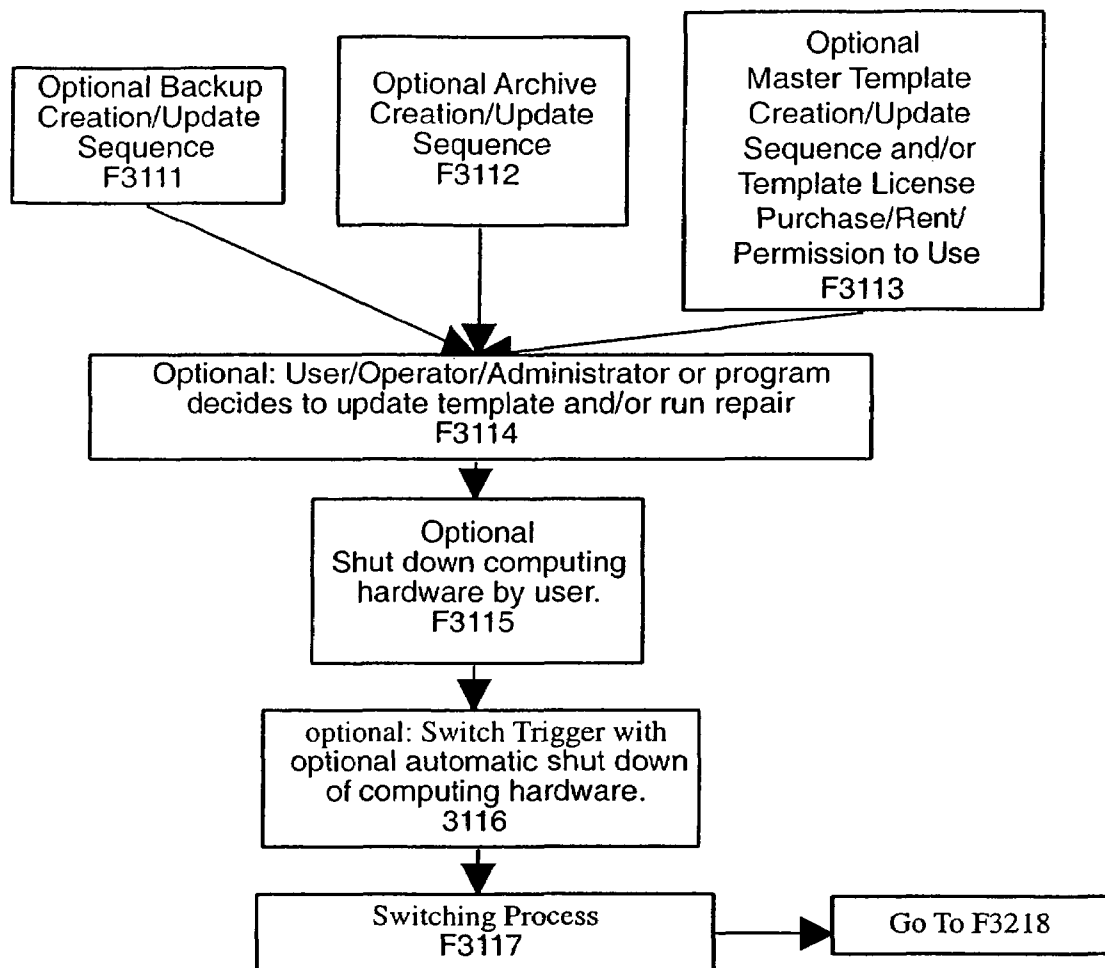 Optional Backup
Creation/Update
Sequence
F3111
Optional Archive
Creation/Update
Sequence
F3112
Optional
Master Template
Creation/Update
Sequence and/or
Template License
Purchase/Rent/
Permission to Use
F3113
Optional: User/Operator/Administrator or program
decides to update template and/or run repair
F3114
Optional
Shut down computing
hardware by user.
F3115
optional: Switch Trigger with
optional automatic shut down
of computing hardware.
3116
Switching Process
F3117
Go To F3218